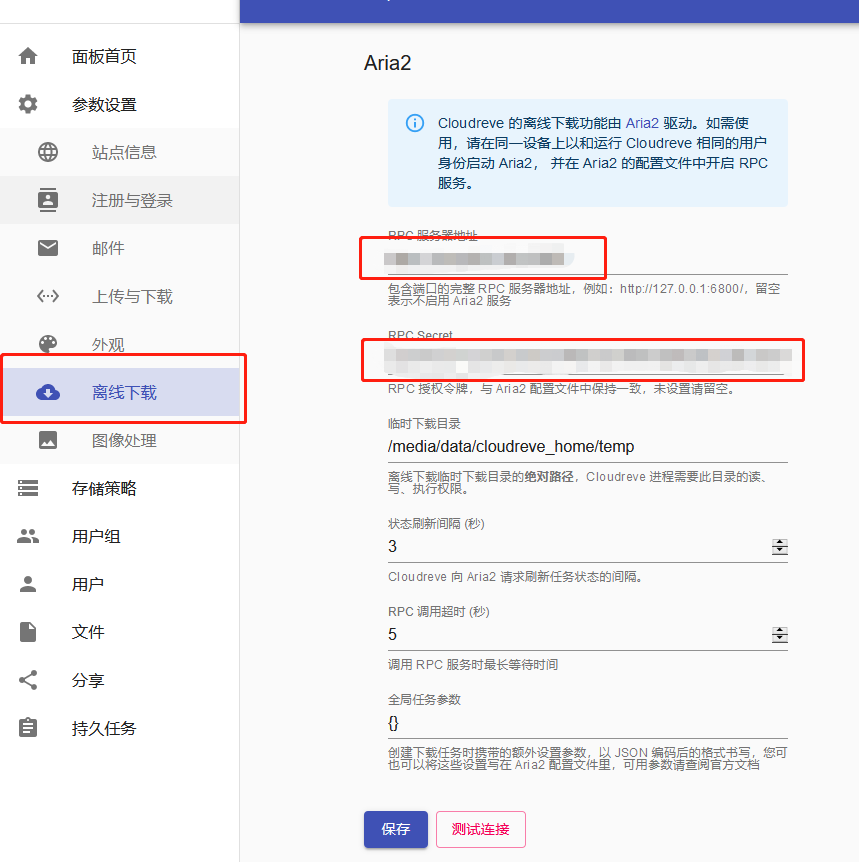 面板首页
参数设置
站点信息
注册与登录
邮件
上传与下载
外观
离线下载
图像处理
存储策略
用户组
用户
文件
分享
持久任务
Aria2
Cloudreve 的离线下载功能由 Aria2 驱动。如需使
用，请在同一设备上以和运行 Cloudreve 相同的用户
身份启动 Aria2， 并在 Aria2 的配置文件中开启 RPC
服务。
RPC 服务器地址
包含端口的完整 RPC 服务器地址，例如：http://127.0.0.1:6800/，留空
表示不启用 Aria2 服务
RPC Secret
RPC 授权令牌，与 Aria2 配置文件中保持一致，未设置请留空。
临时下载目录
/media/data/cloudreve_home/temp
离线下载临时下载目录的绝对路径，Cloudreve 进程需要此目录的读、
写、执行权限。
状态刷新间隔 (秒)
3
Cloudreve 向 Aria2 请求刷新任务状态的间隔。
RPC 调用超时 (秒)
5
调用 RPC 服务时最长等待时间
全局任务参数
{}
创建下载任务时携带的额外设置参数，以 JSON 编码后的格式书写，您可
也可以将这些设置写在 Aria2 配置文件里，可用参数请查阅官方文档
保存
测试连接